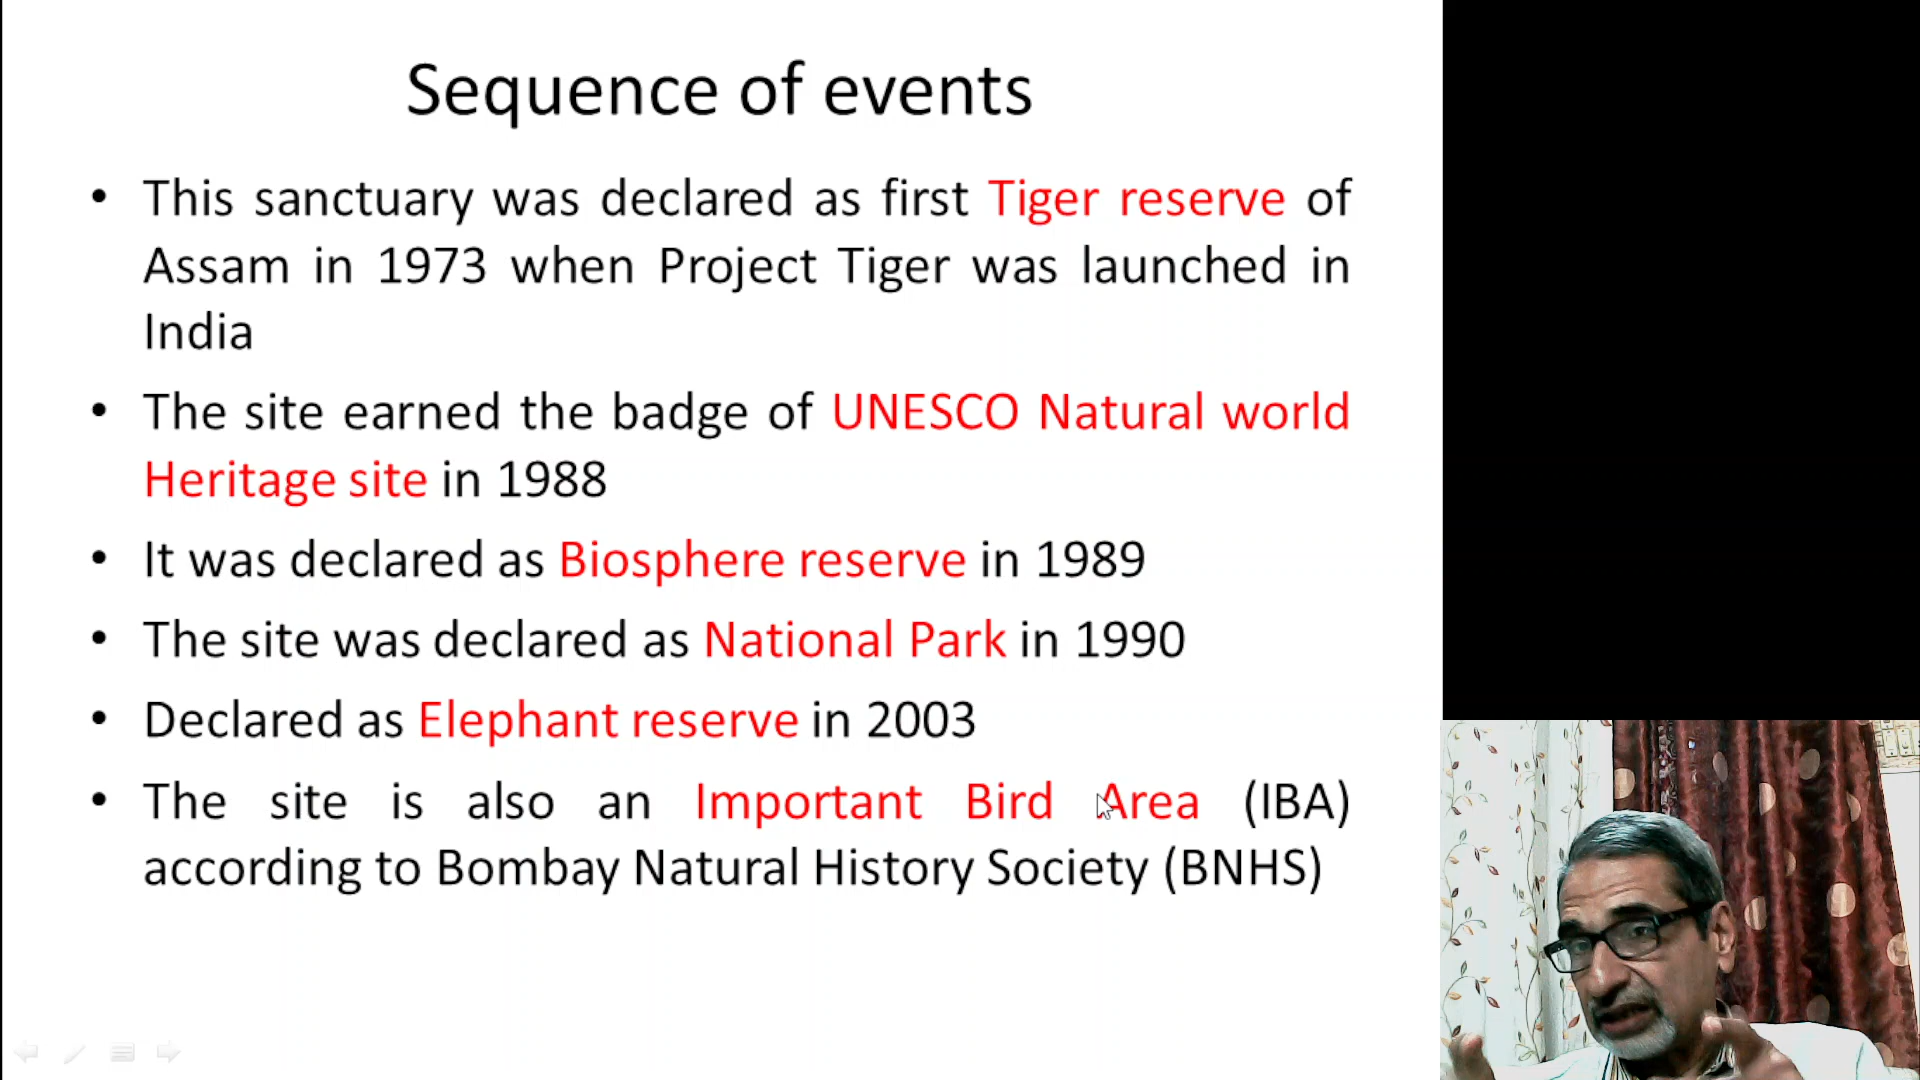 Sequence of events
• This sanctuary was declared as first Tiger reserve of
Assam in 1973 when Project Tiger was launched in
India
• The site earned the badge of UNESCO Natural world
Heritage site in 1988
• It was declared as Biosphere reserve in 1989
• The site was declared as National Park in 1990
• Declared as Elephant reserve in 2003
• The site is also an Important Bird Area (IBA)
according to Bombay Natural History Society (BNHS)